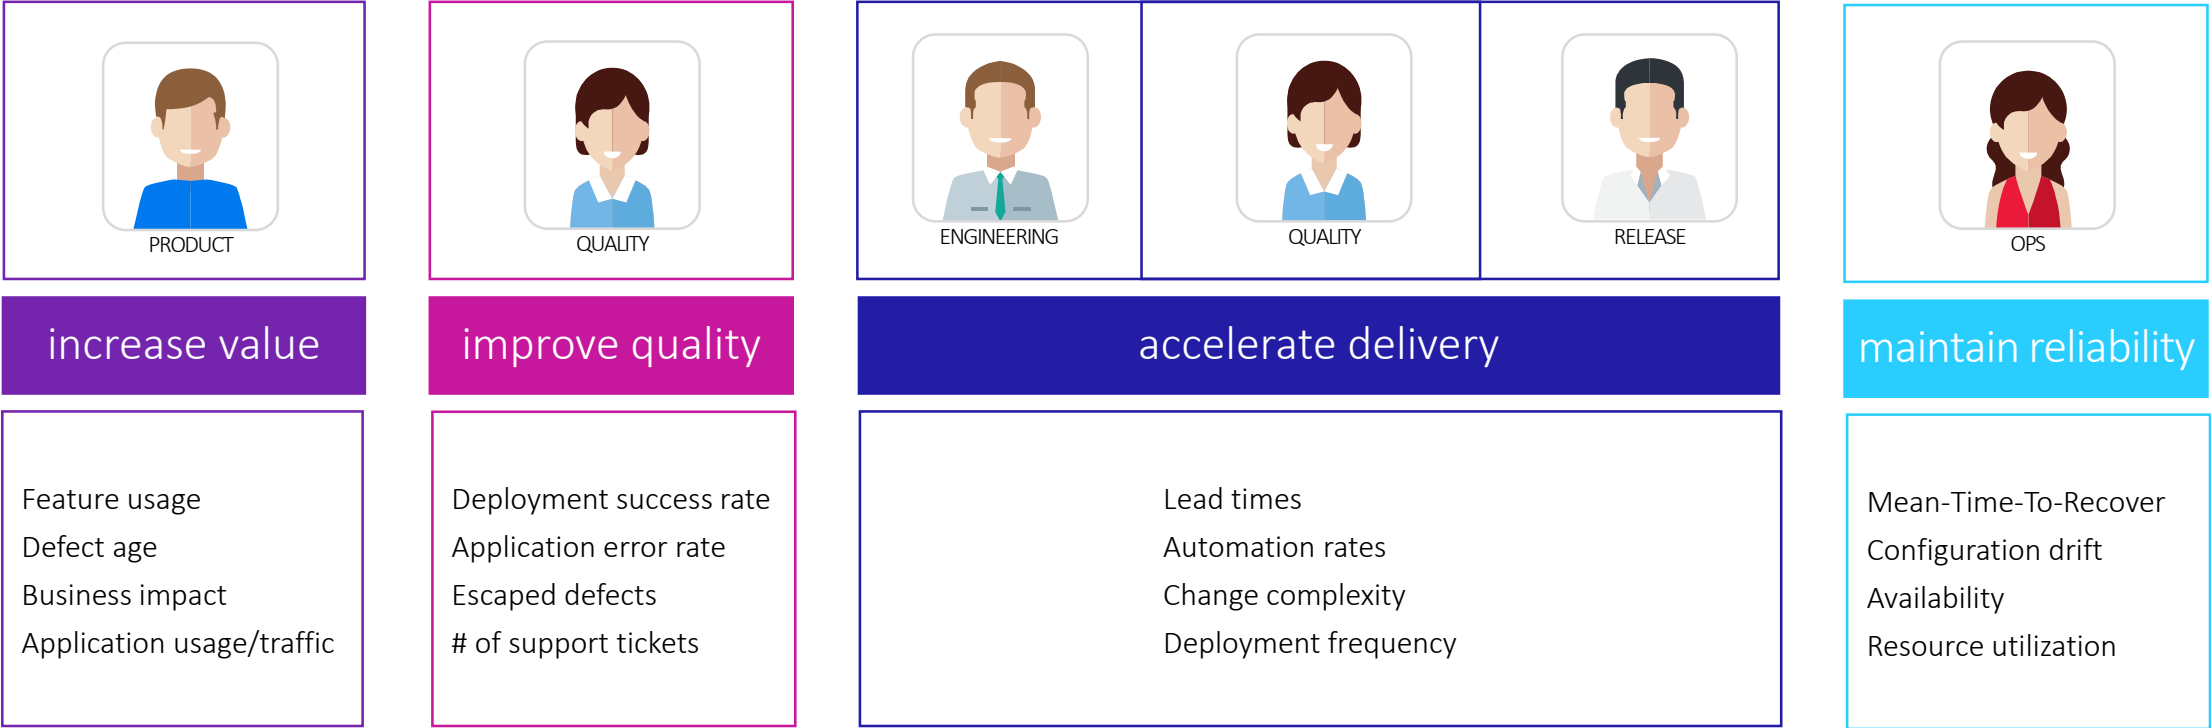 PRODUCT
QUALITY
ENGINEERING
QUALITY
RELEASE
OPS
increase value
improve quality
accelerate delivery
maintain reliability
Feature usage
Defect age
Business impact
Application usage/traffic
Deployment success rate
Application error rate
Escaped defects
# of support tickets
Lead times
Automation rates
Change complexity
Deployment frequency
Mean-Time-To-Recover
Configuration drift
Availability
Resource utilization